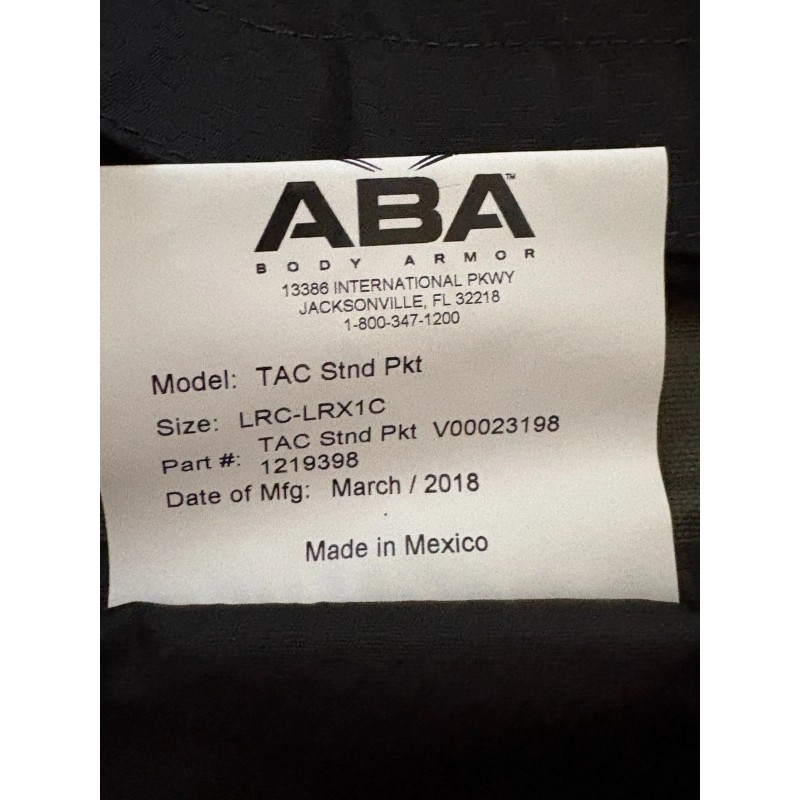 ABA™
BODY ARMOR
13386 INTERNATIONAL PKWY
JACKSONVILLE, FL 32218
1-800-347-1200
Model: TAC Stnd Pkt
Size: LRC-LRX1C
TAC Stnd Pkt V00023198
Part #: 1219398
Date of Mfg: March / 2018
Made in Mexico